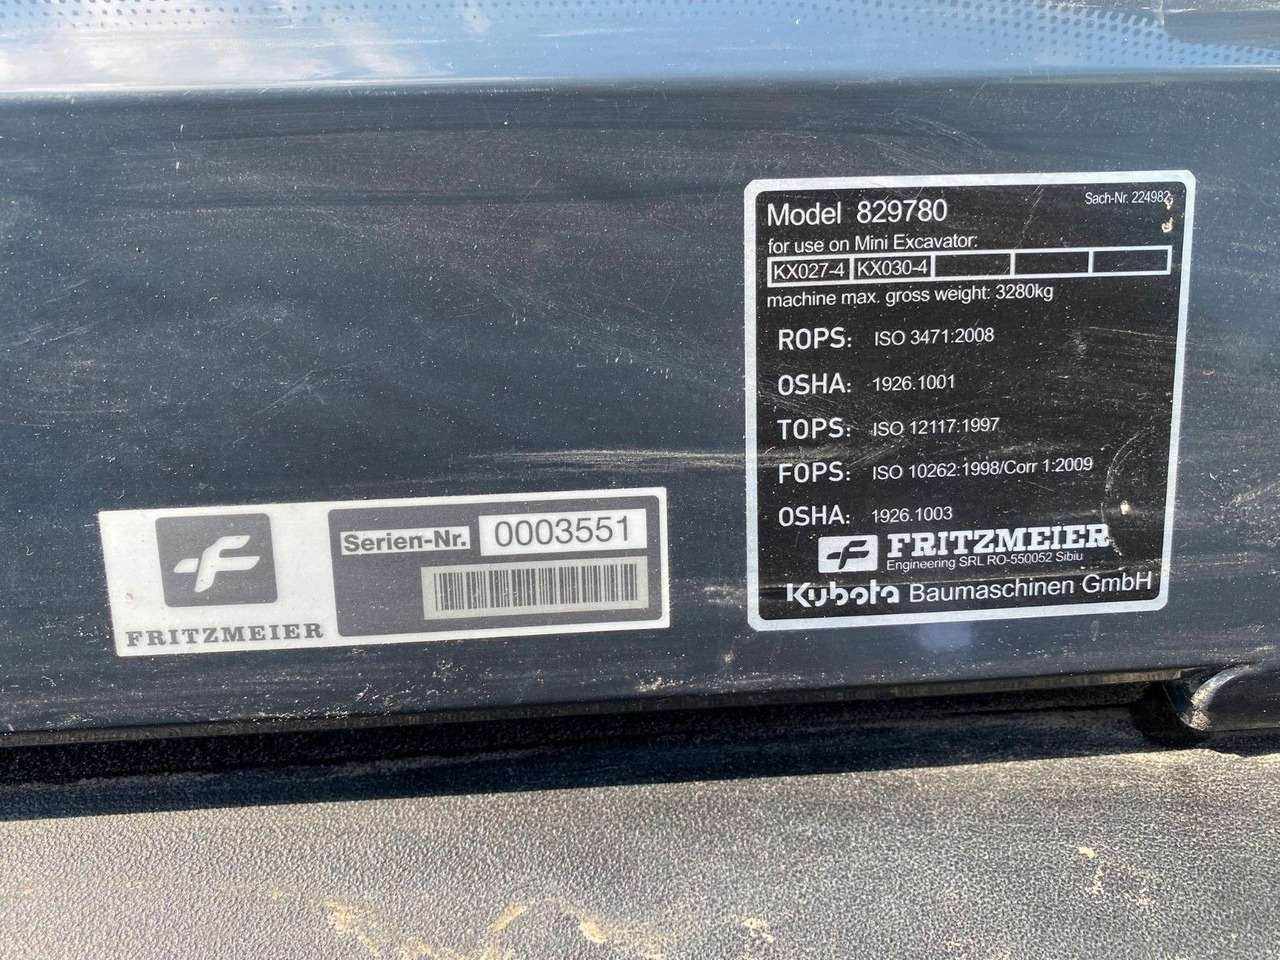 Model 829780
Sach-Nr. 224982
for use on Mini Excavator:
KX027-4 KX030-4
machine max. gross weight: 3280kg
ROPS: ISO 3471:2008
OSHA: 1926.1001
TOPS: ISO 12117:1997
FOPS: ISO 10262:1998/Corr 1:2009
OSHA: 1926.1003
FRITZMEIER
Engineering SRL RO-550052 Sibiu
Kubota Baumaschinen GmbH
FRITZMEIER
Serien-Nr. 0003551